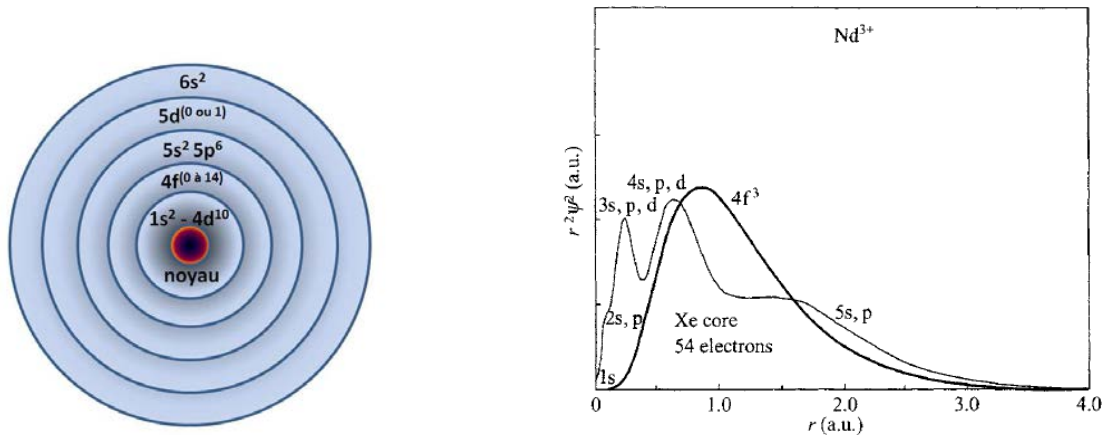 6s²
5d(0 ou 1)
5s² 5p⁶
4f(0 à 14)
1s² - 4d¹⁰
noyau
Nd³⁺
r²ψ² (a.u.)
4s, p, d
4f³
3s, p, d
2s, p
Xe core
54 electrons
5s, p
1s
0 1.0 2.0 3.0 4.0
r (a.u.)